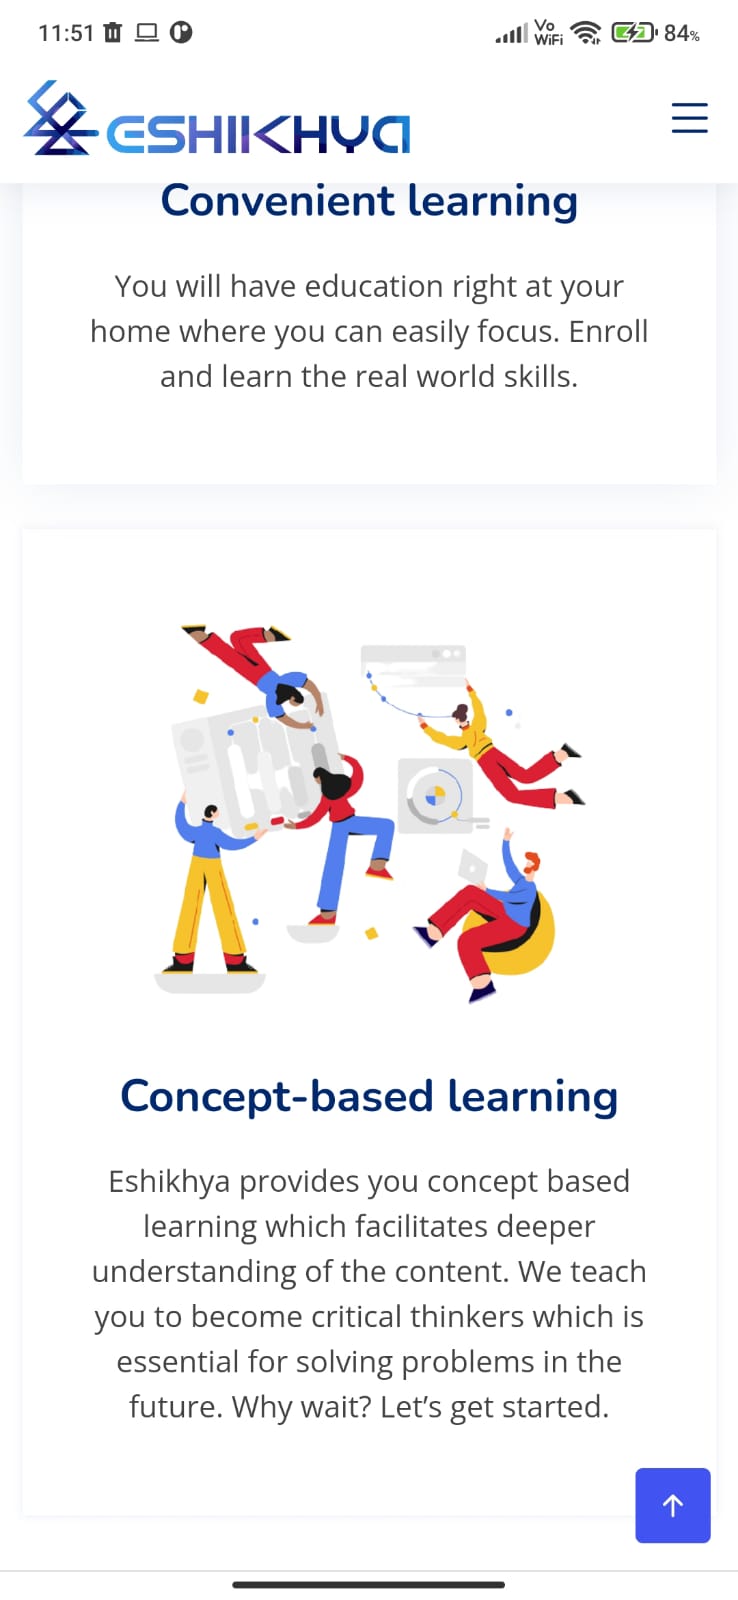 11:51
Vo
WiFi
84%
ESHIKHYA
Convenient learning
You will have education right at your
home where you can easily focus. Enroll
and learn the real world skills.
Concept-based learning
Eshikhya provides you concept based
learning which facilitates deeper
understanding of the content. We teach
you to become critical thinkers which is
essential for solving problems in the
future. Why wait? Let’s get started.